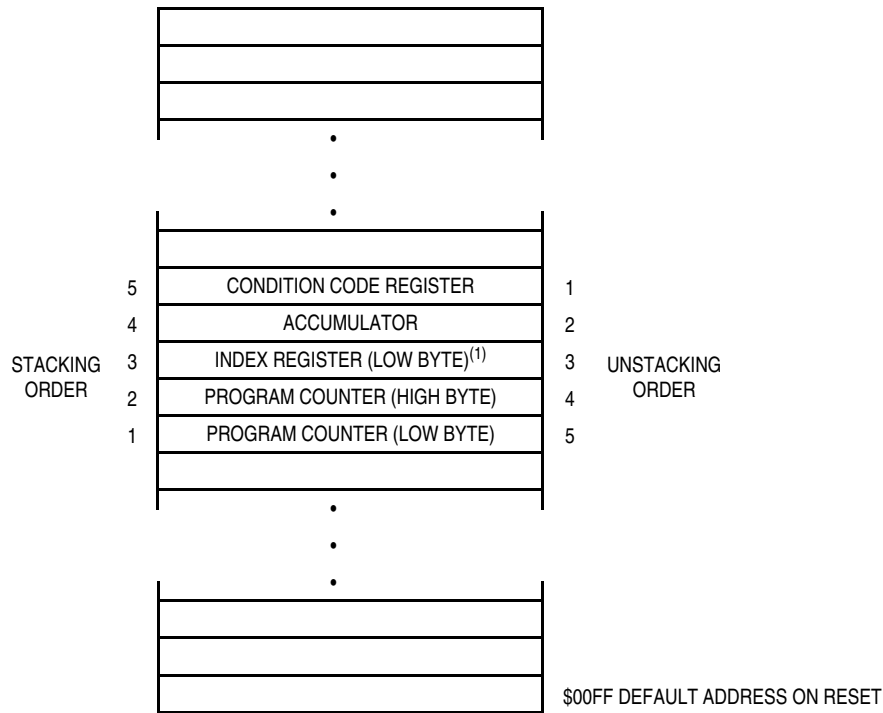 5 CONDITION CODE REGISTER 1
4 ACCUMULATOR 2
STACKING ORDER
3 INDEX REGISTER (LOW BYTE)(1) 3
UNSTACKING ORDER
2 PROGRAM COUNTER (HIGH BYTE) 4
1 PROGRAM COUNTER (LOW BYTE) 5
$00FF DEFAULT ADDRESS ON RESET